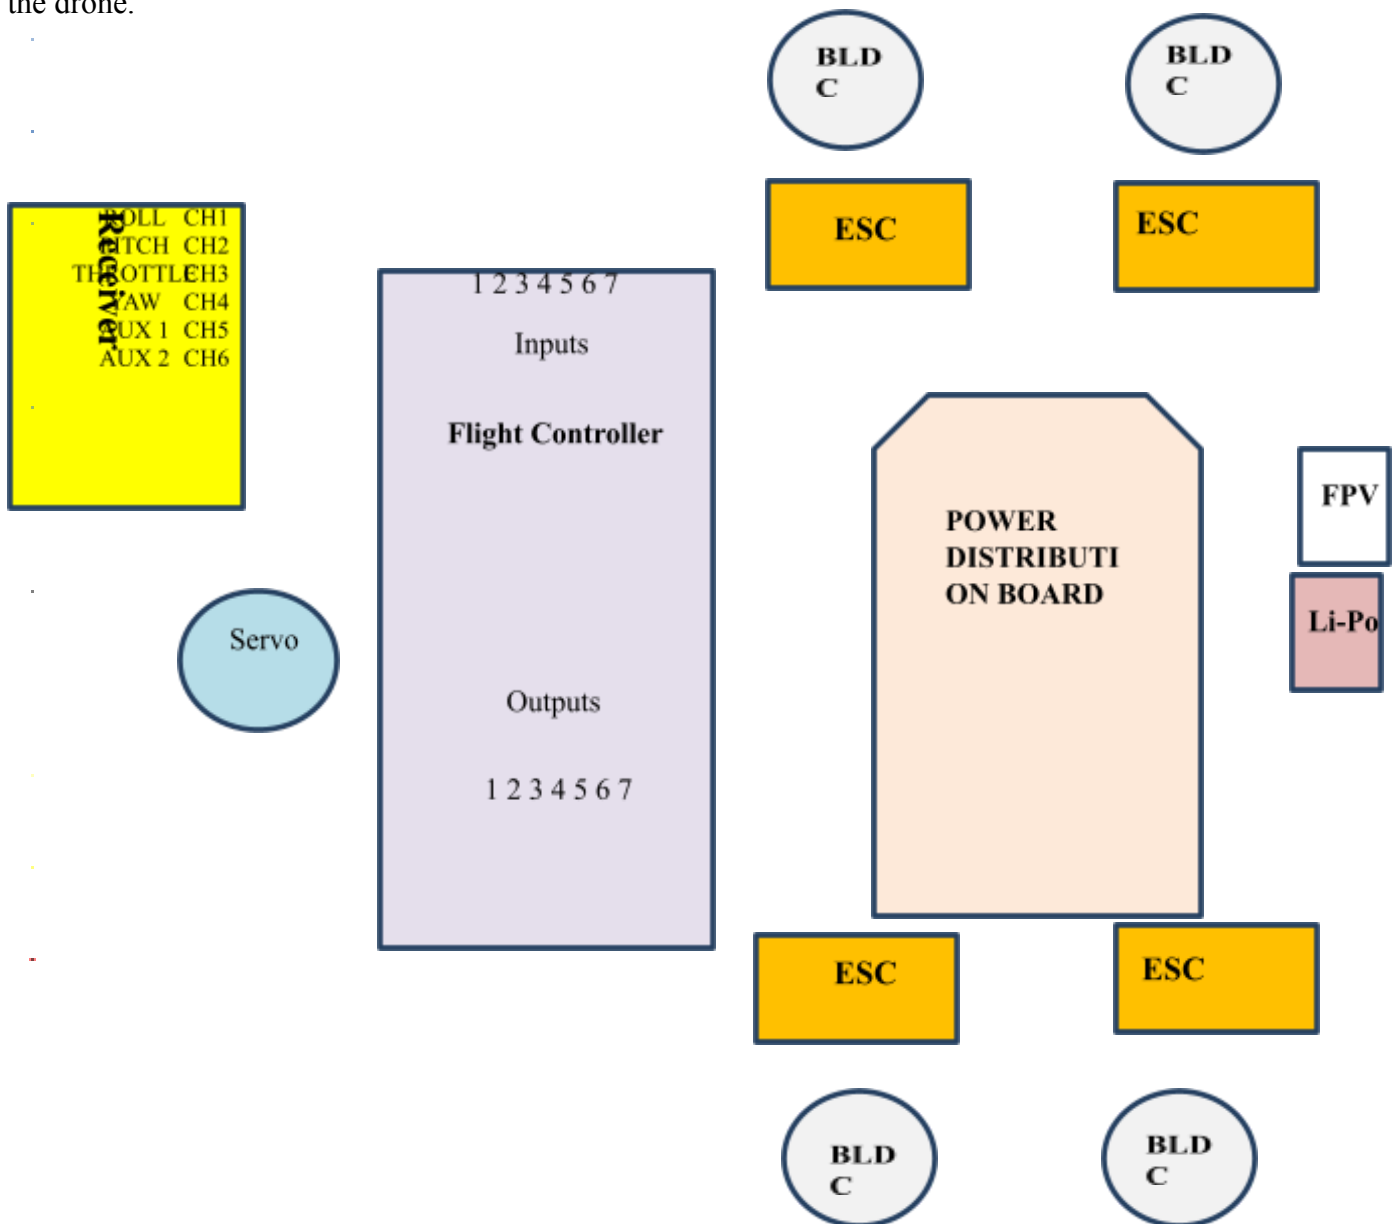 the drone.
BLD
C
BLD
C
ESC
ESC
Receiver
ROLL CH1
PITCH CH2
THROTTLE CH3
YAW CH4
AUX 1 CH5
AUX 2 CH6
1 2 3 4 5 6 7
Inputs
Flight Controller
POWER
DISTRIBUTI
ON BOARD
FPV
Li-Po
Servo
Outputs
1 2 3 4 5 6 7
ESC
ESC
BLD
C
BLD
C